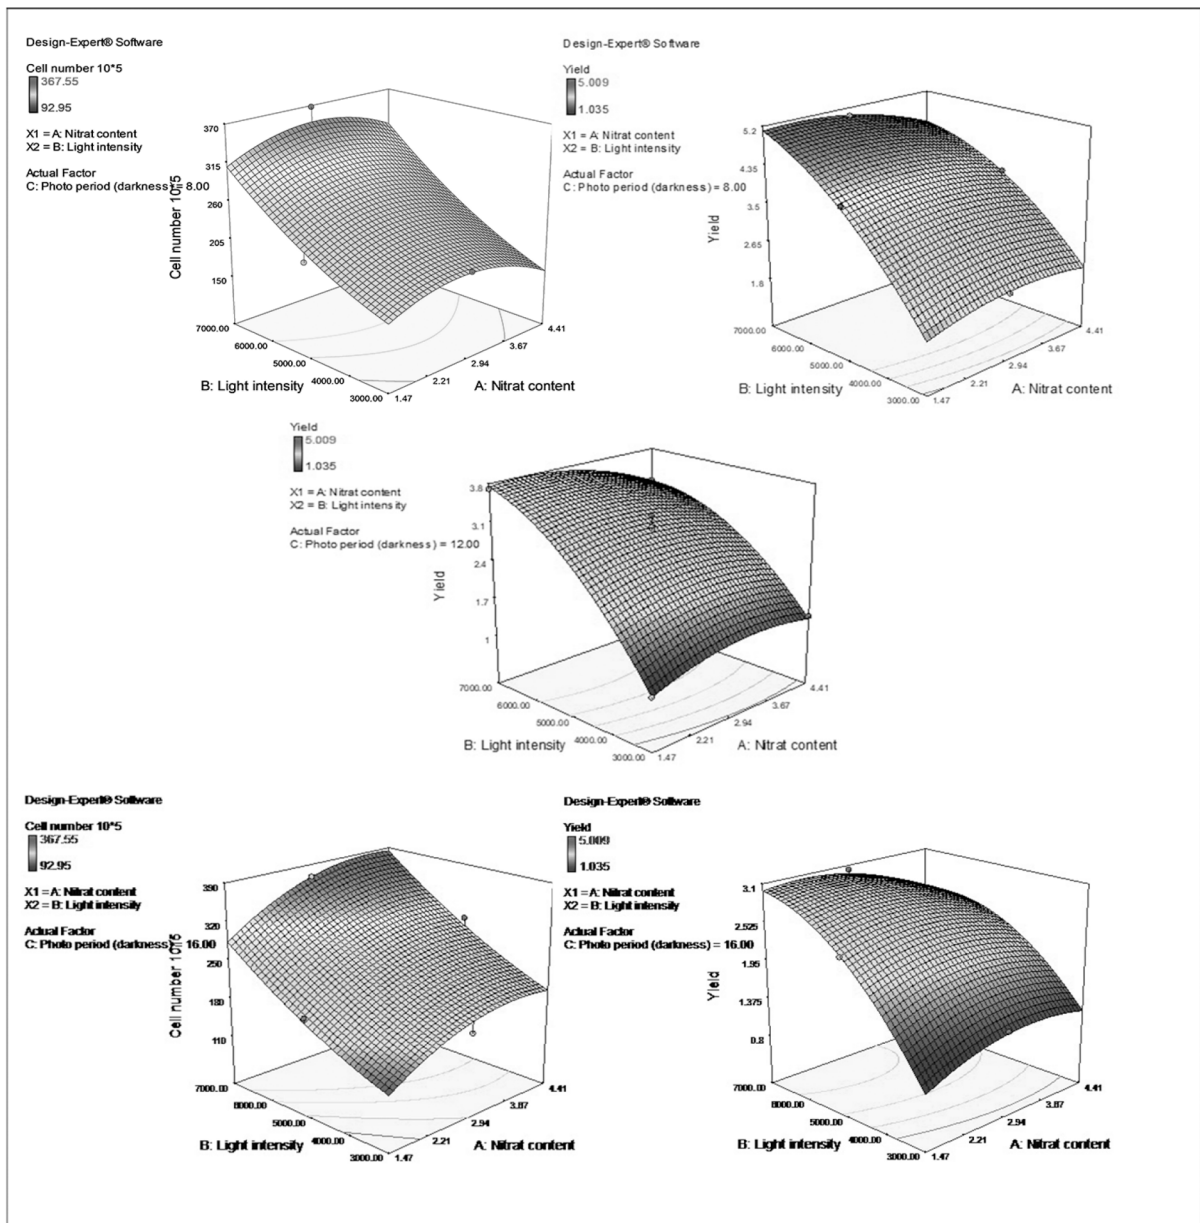 Design-Expert® Software
Cell number 10*5
367.55
92.95
X1 = A: Nitrat content
X2 = B: Light intensity
Actual Factor
C: Photo period (darkness) = 8.00
370
315
260
205
150
Cell number 10*5
7000.00
6000.00
5000.00
4000.00
3000.00
1.47
2.21
2.94
3.67
4.41
B: Light intensity
A: Nitrat content
Design-Expert® Software
Yield
5.009
1.035
X1 = A: Nitrat content
X2 = B: Light intensity
Actual Factor
C: Photo period (darkness) = 8.00
5.2
4.35
3.5
2.65
1.8
Yield
7000.00
6000.00
5000.00
4000.00
3000.00
1.47
2.21
2.94
3.67
4.41
B: Light intensity
A: Nitrat content
Yield
5.009
1.035
X1 = A: Nitrat content
X2 = B: Light intensity
Actual Factor
C: Photo period (darkness) = 12.00
3.8
3.1
2.4
1.7
1
Yield
7000.00
6000.00
5000.00
4000.00
3000.00
1.47
2.21
2.94
3.67
4.41
B: Light intensity
A: Nitrat content
Design-Expert® Software
Cell number 10*5
367.55
92.95
X1 = A: Nitrat content
X2 = B: Light intensity
Actual Factor
C: Photo period (darkness) = 16.00
390
320
250
180
110
Cell number 10*5
7000.00
6000.00
5000.00
4000.00
3000.00
1.47
2.21
2.94
3.67
4.41
B: Light intensity
A: Nitrat content
Design-Expert® Software
Yield
5.009
1.035
X1 = A: Nitrat content
X2 = B: Light intensity
Actual Factor
C: Photo period (darkness) = 16.00
3.1
2.525
1.95
1.375
0.8
Yield
7000.00
6000.00
5000.00
4000.00
3000.00
1.47
2.21
2.94
3.67
4.41
B: Light intensity
A: Nitrat content